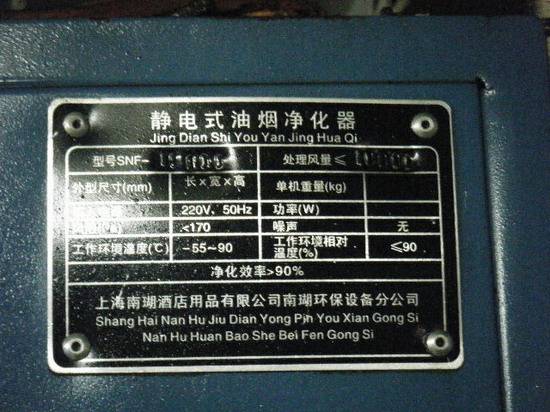 静电式油烟净化器
Jing Dian Shi You Yan Jing Hua Qi
型号SNF- 处理风量≤
外型尺寸(mm) 长×宽×高 单机重量(kg)
220V、50Hz 功率(W)
<170 噪声 无
工作环境温度(℃) -55~90 工作环境相对温度(%) ≤90
净化效率>90%
上海南瑚酒店用品有限公司南瑚环保设备分公司
Shang Hai Nan Hu Jiu Dian Yong Pin You Xian Gong Si
Nan Hu Huan Bao She Bei Fen Gong Si